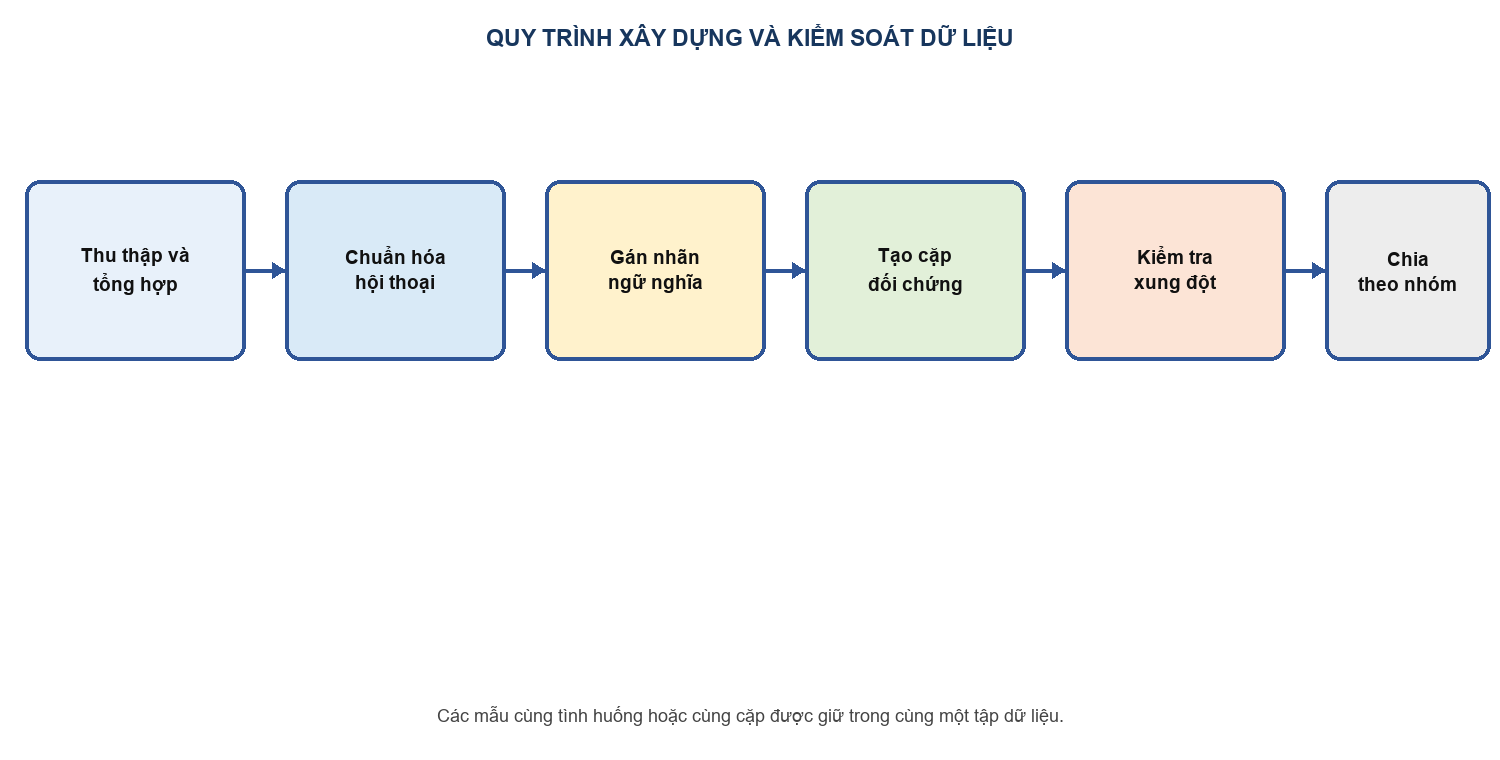 QUY TRÌNH XÂY DỰNG VÀ KIỂM SOÁT DỮ LIỆU
Thu thập và
tổng hợp
Chuẩn hóa
hội thoại
Gán nhãn
ngữ nghĩa
Tạo cặp
đối chứng
Kiểm tra
xung đột
Chia
theo nhóm
Các mẫu cùng tình huống hoặc cùng cặp được giữ trong cùng một tập dữ liệu.